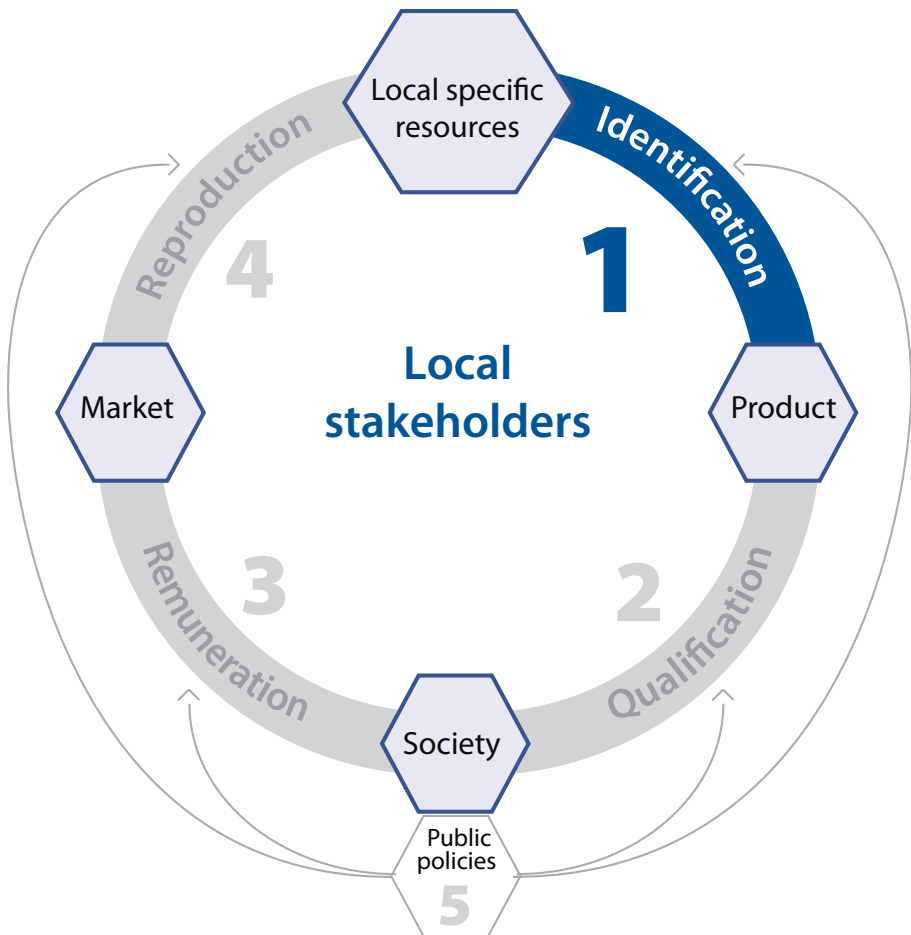 Local specific
resources
Identification
1
Reproduction
4
Local
stakeholders
Market
Product
Remuneration
3
2
Qualification
Society
Public
policies
5